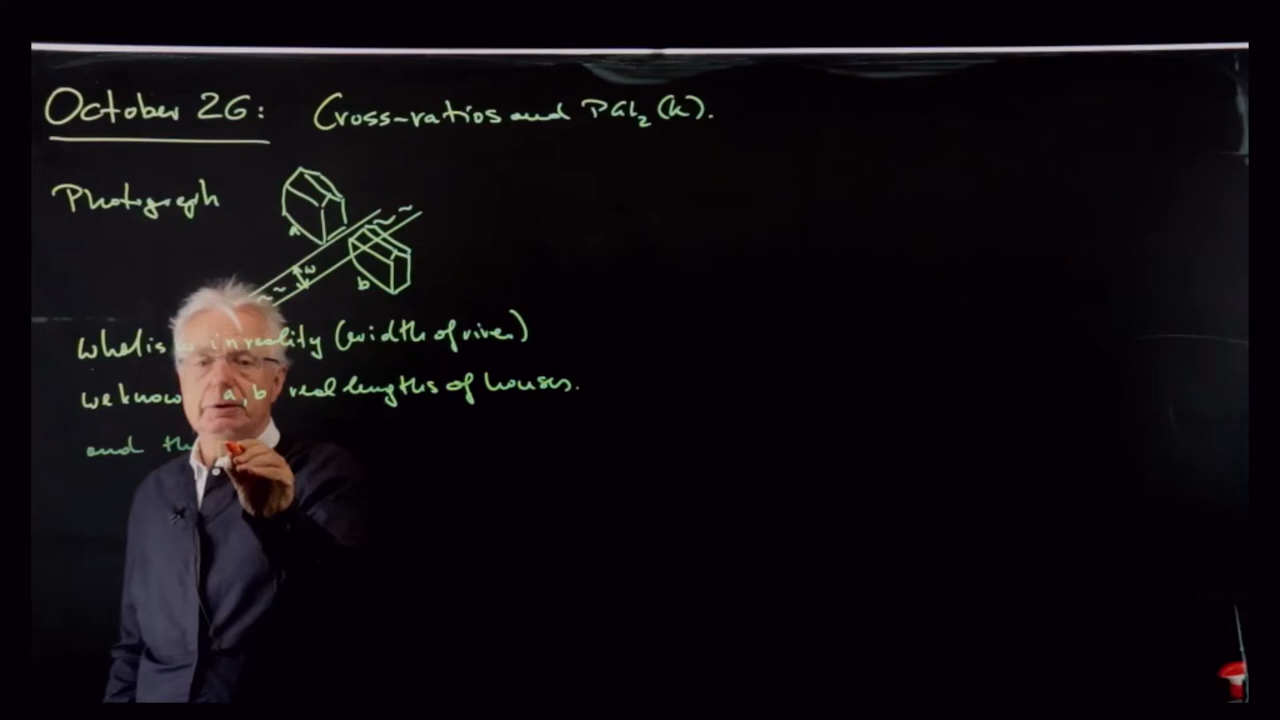 October 26: Cross-ratios and PGL₂(k).
Photograph
a
w
b
what is in reality (width of river)
we know a, b real lengths of houses.
and